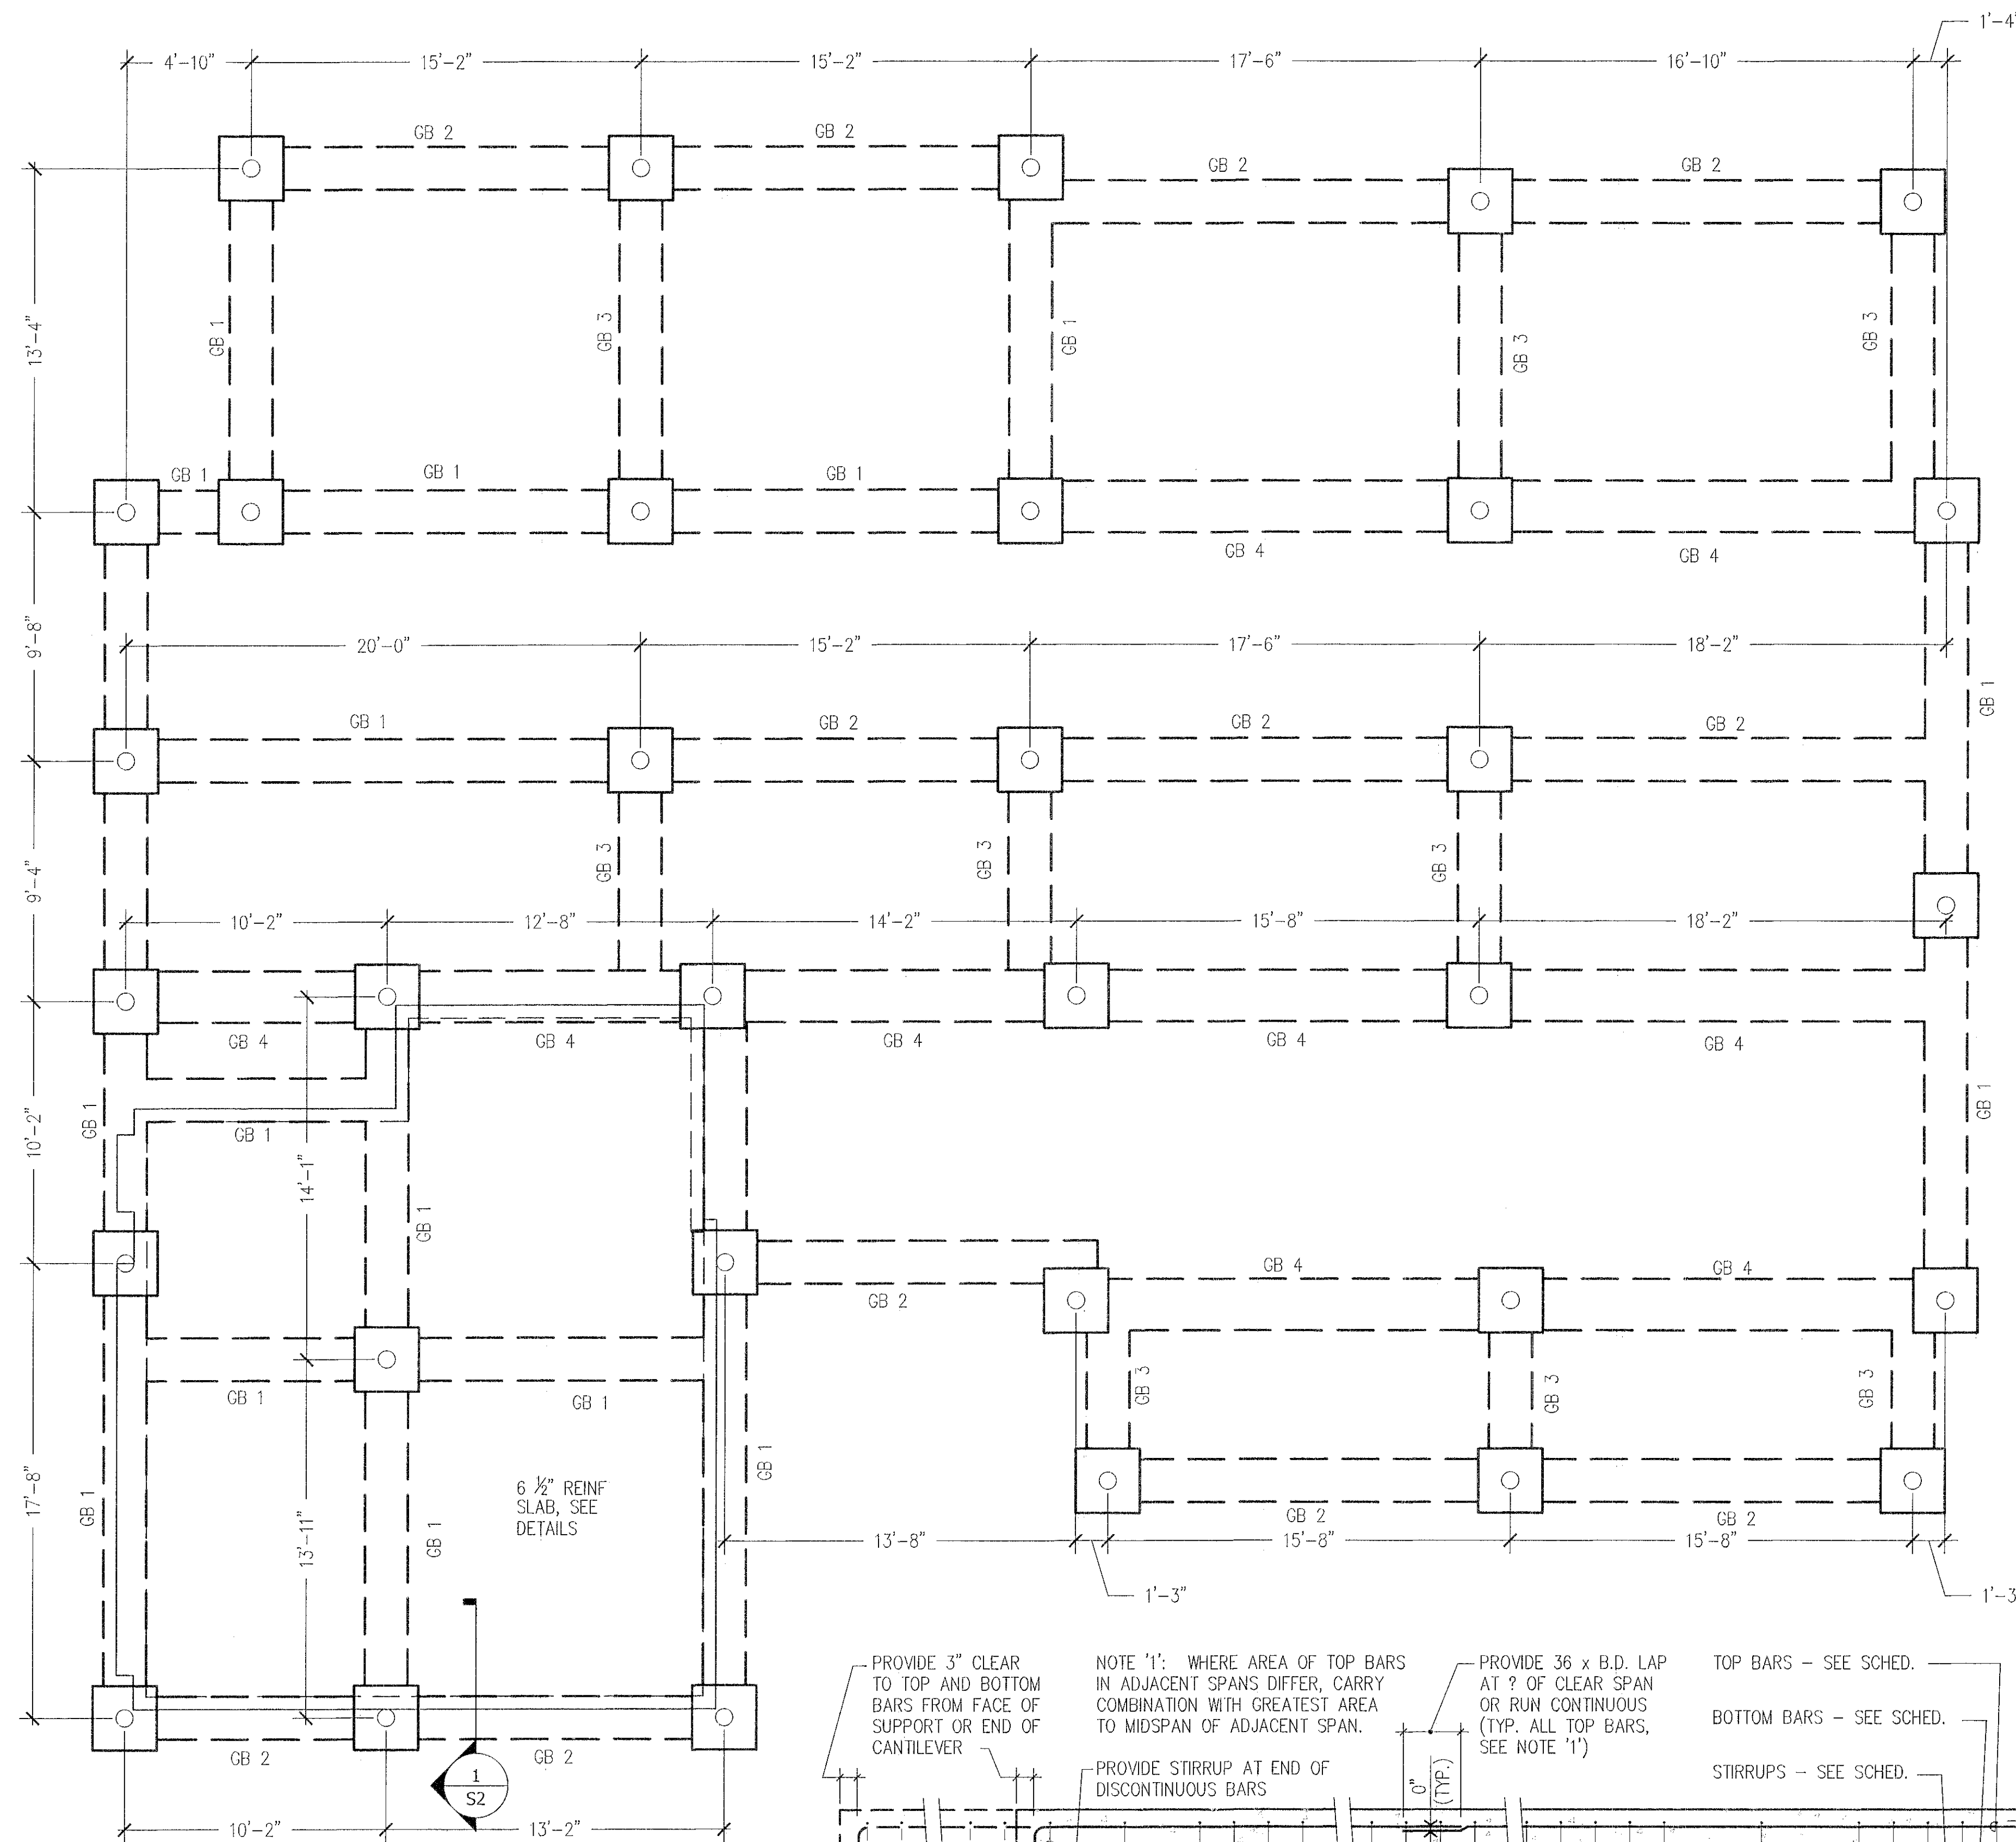 1'-4"
4'-10" 15'-2" 15'-2" 17'-6" 16'-10"
GB 2 GB 2 GB 2 GB 2
13'-4"
GB 1 GB 3 GB 1 GB 3 GB 3
GB 1 GB 1 GB 1
GB 4 GB 4
9'-8"
20'-0" 15'-2" 17'-6" 18'-2"
GB 1
GB 1 GB 2 GB 2 GB 2
9'-4"
GB 3 GB 3 GB 3
10'-2" 12'-8" 14'-2" 15'-8" 18'-2"
GB 4 GB 4 GB 4 GB 4 GB 4
10'-2"
GB 1 GB 1 GB 1
14'-1"
GB 1
GB 4 GB 4
GB 2
GB 1 GB 1
GB 3 GB 3 GB 3
17'-8"
GB 1 GB 1 GB 1
13'-11"
6 ½" REINF
SLAB, SEE
DETAILS
GB 2 GB 2
13'-8" 15'-8" 15'-8"
1'-3" 1'-3
GB 2 GB 2
1
S2
10'-2" 13'-2"
PROVIDE 3" CLEAR
TO TOP AND BOTTOM
BARS FROM FACE OF
SUPPORT OR END OF
CANTILEVER
NOTE '1': WHERE AREA OF TOP BARS
IN ADJACENT SPANS DIFFER, CARRY
COMBINATION WITH GREATEST AREA
TO MIDSPAN OF ADJACENT SPAN.
PROVIDE STIRRUP AT END OF
DISCONTINUOUS BARS
PROVIDE 36 x B.D. LAP
AT ? OF CLEAR SPAN
OR RUN CONTINUOUS
(TYP. ALL TOP BARS,
SEE NOTE '1')
0"
(TYP.)
TOP BARS - SEE SCHED.
BOTTOM BARS - SEE SCHED.
STIRRUPS - SEE SCHED.